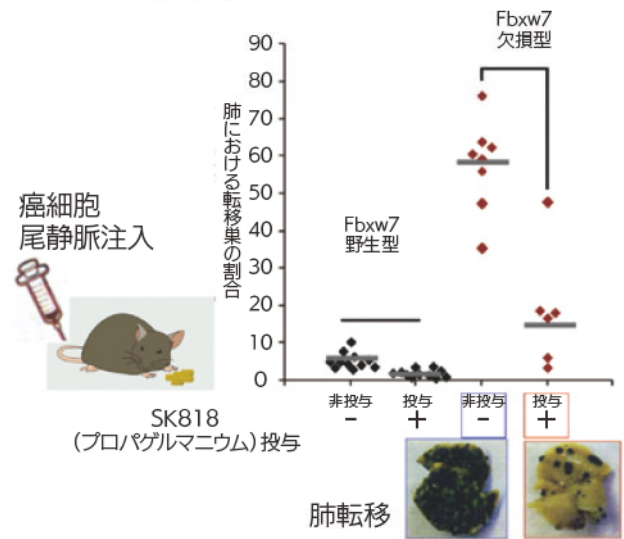 Fbxw7
欠損型
90
80
70
60
50
40
30
20
10
0
肺における転移巣の割合
Fbxw7
野生型
癌細胞
尾静脈注入
非投与 投与 非投与 投与
- + - +
SK818
（プロパゲルマニウム）投与
肺転移